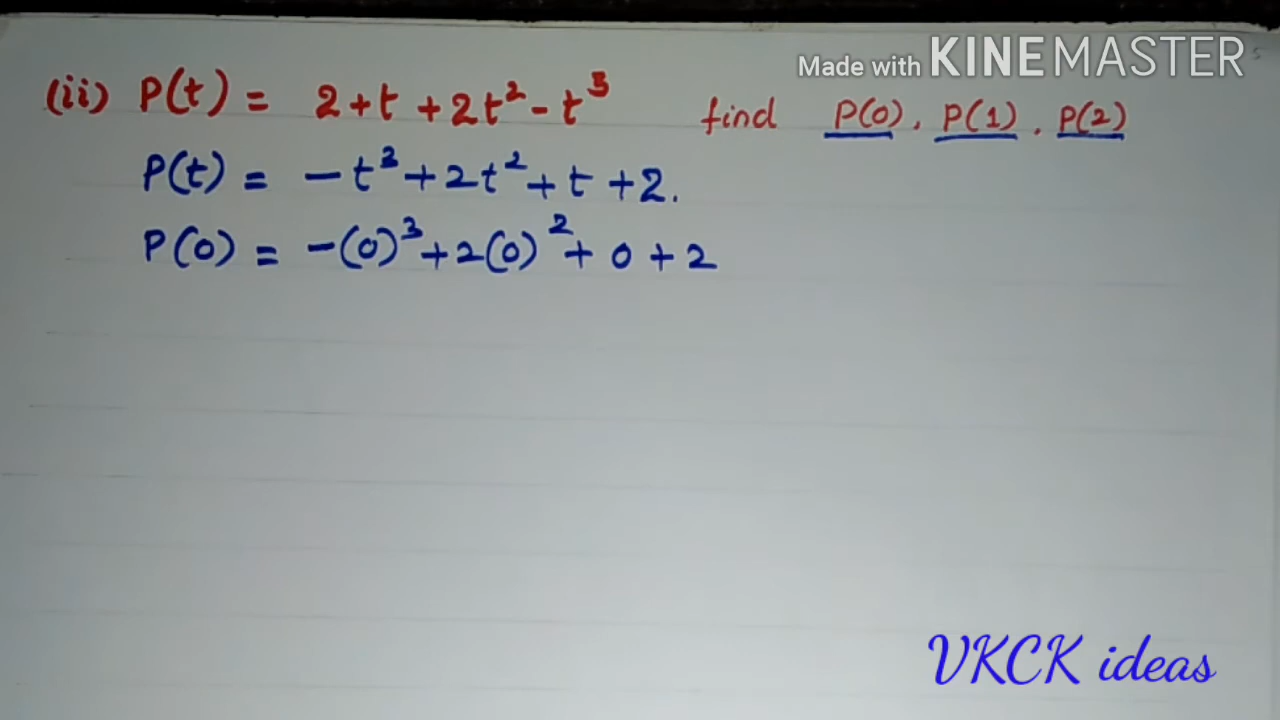 Made with KINEMASTER
(ii) P(t) = 2+t+2t²-t³ find P(0), P(1), P(2)
P(t) = -t³+2t²+t+2.
P(0) = -(0)³+2(0)²+0+2
VKCK ideas